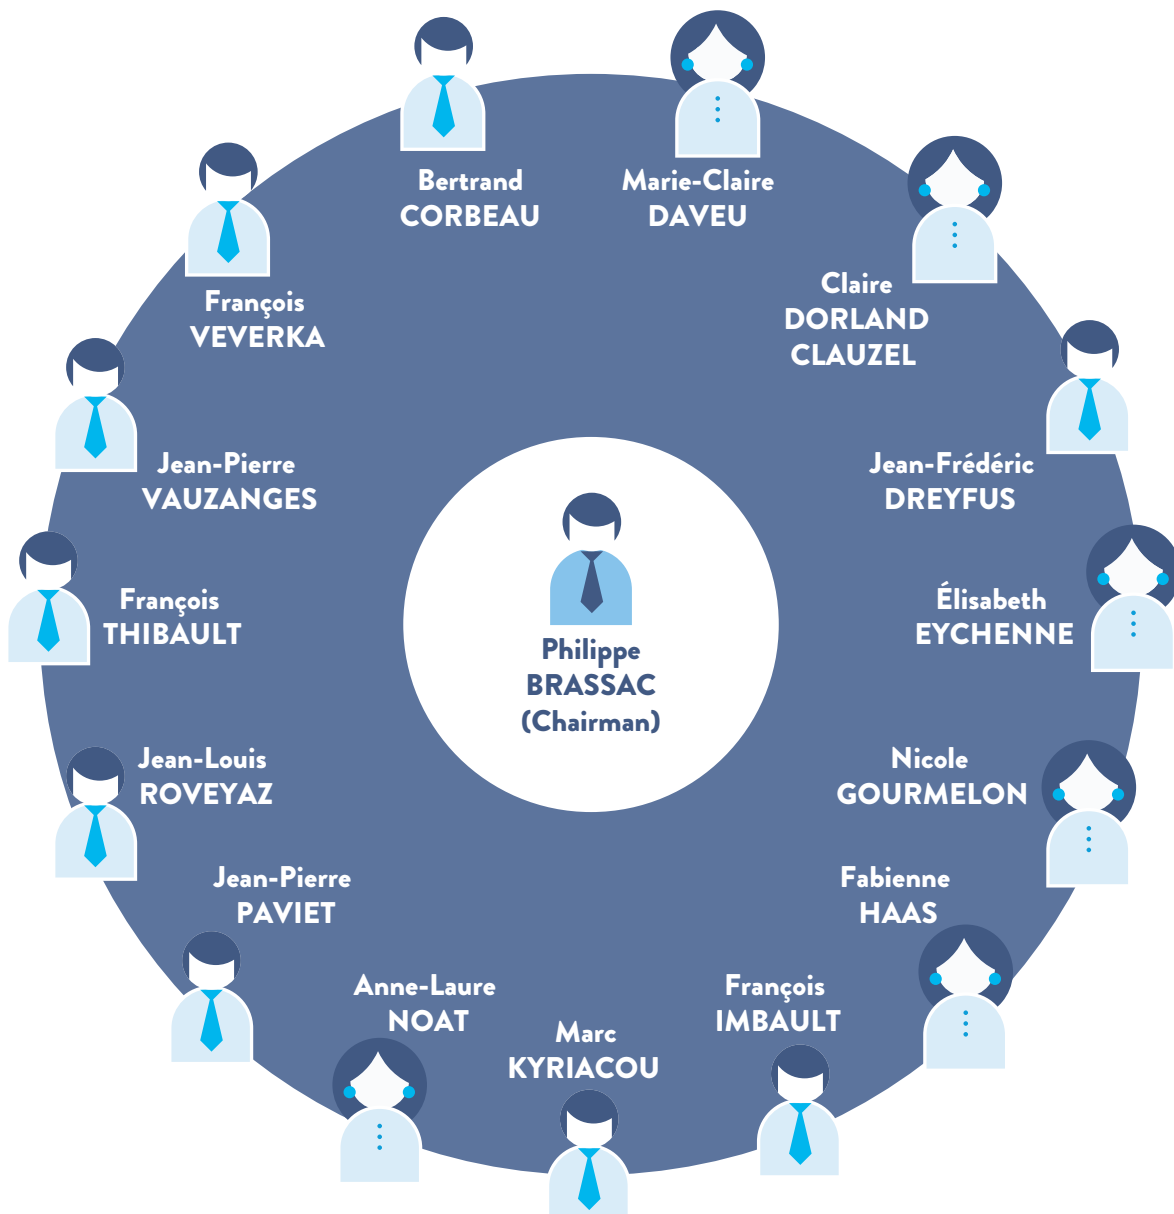 Bertrand
CORBEAU
Marie-Claire
DAVEU
Claire
DORLAND
CLAUZEL
Jean-Frédéric
DREYFUS
Élisabeth
EYCHENNE
Nicole
GOURMELON
Fabienne
HAAS
François
IMBAULT
Marc
KYRIACOU
Anne-Laure
NOAT
Jean-Pierre
PAVIET
Jean-Louis
ROVEYAZ
François
THIBAULT
Jean-Pierre
VAUZANGES
François
VEVERKA
Philippe
BRASSAC
(Chairman)